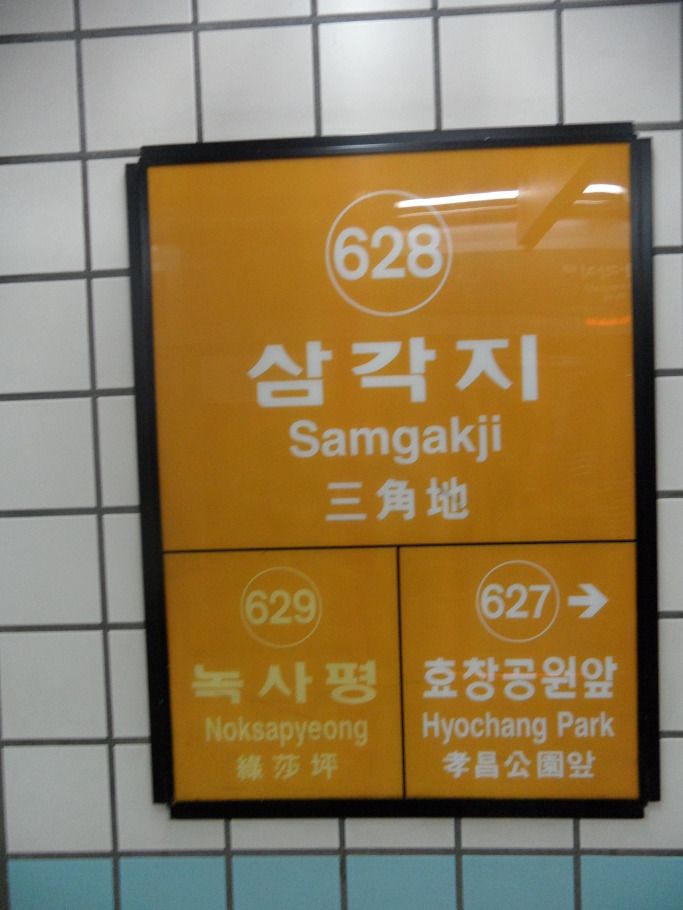 628
삼각지
Samgakji
三角地
629
녹사평
Noksapyeong
綠莎坪
627 →
효창공원앞
Hyochang Park
孝昌公園앞